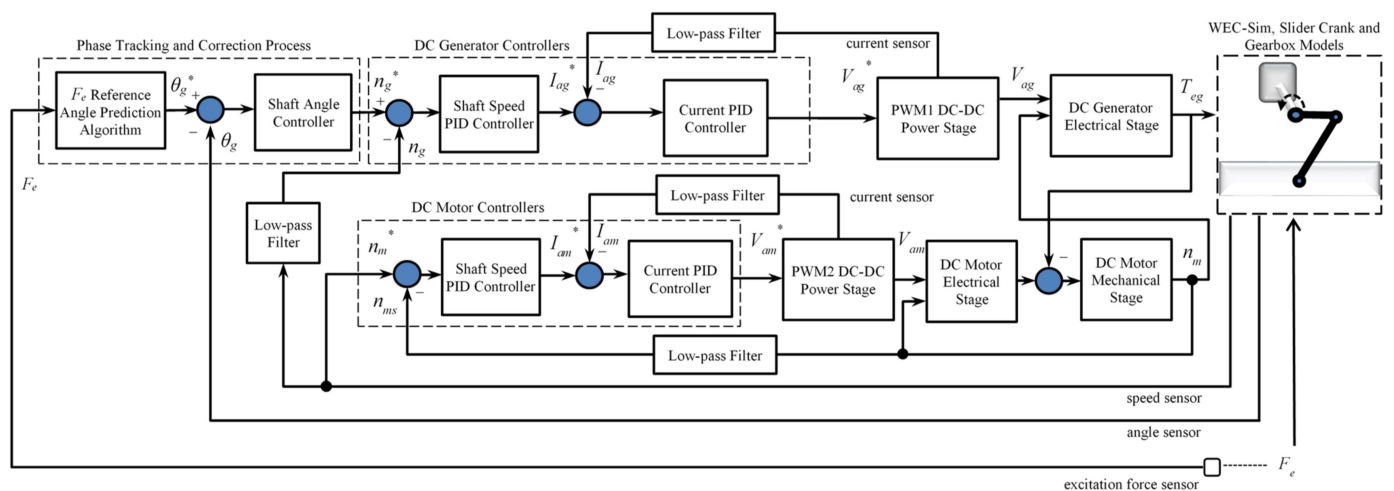 WEC-Sim, Slider Crank and
Gearbox Models
Phase Tracking and Correction Process
DC Generator Controllers
Low-pass Filter
current sensor
Fe Reference
Angle Prediction
Algorithm
θg*
+
−
θg
Shaft Angle
Controller
ng*
+
−
ng
Shaft Speed
PID Controller
Iag*
Iag
−
Current PID
Controller
Vag*
PWM1 DC-DC
Power Stage
Vag
DC Generator
Electrical Stage
Teg
Fe
Low-pass
Filter
DC Motor Controllers
Low-pass Filter
current sensor
nm*
−
nms
Shaft Speed
PID Controller
Iam*
Iam
−
Current PID
Controller
Vam*
PWM2 DC-DC
Power Stage
Vam
DC Motor
Electrical
Stage
−
DC Motor
Mechanical
Stage
nm
Low-pass Filter
speed sensor
angle sensor
Fe
excitation force sensor